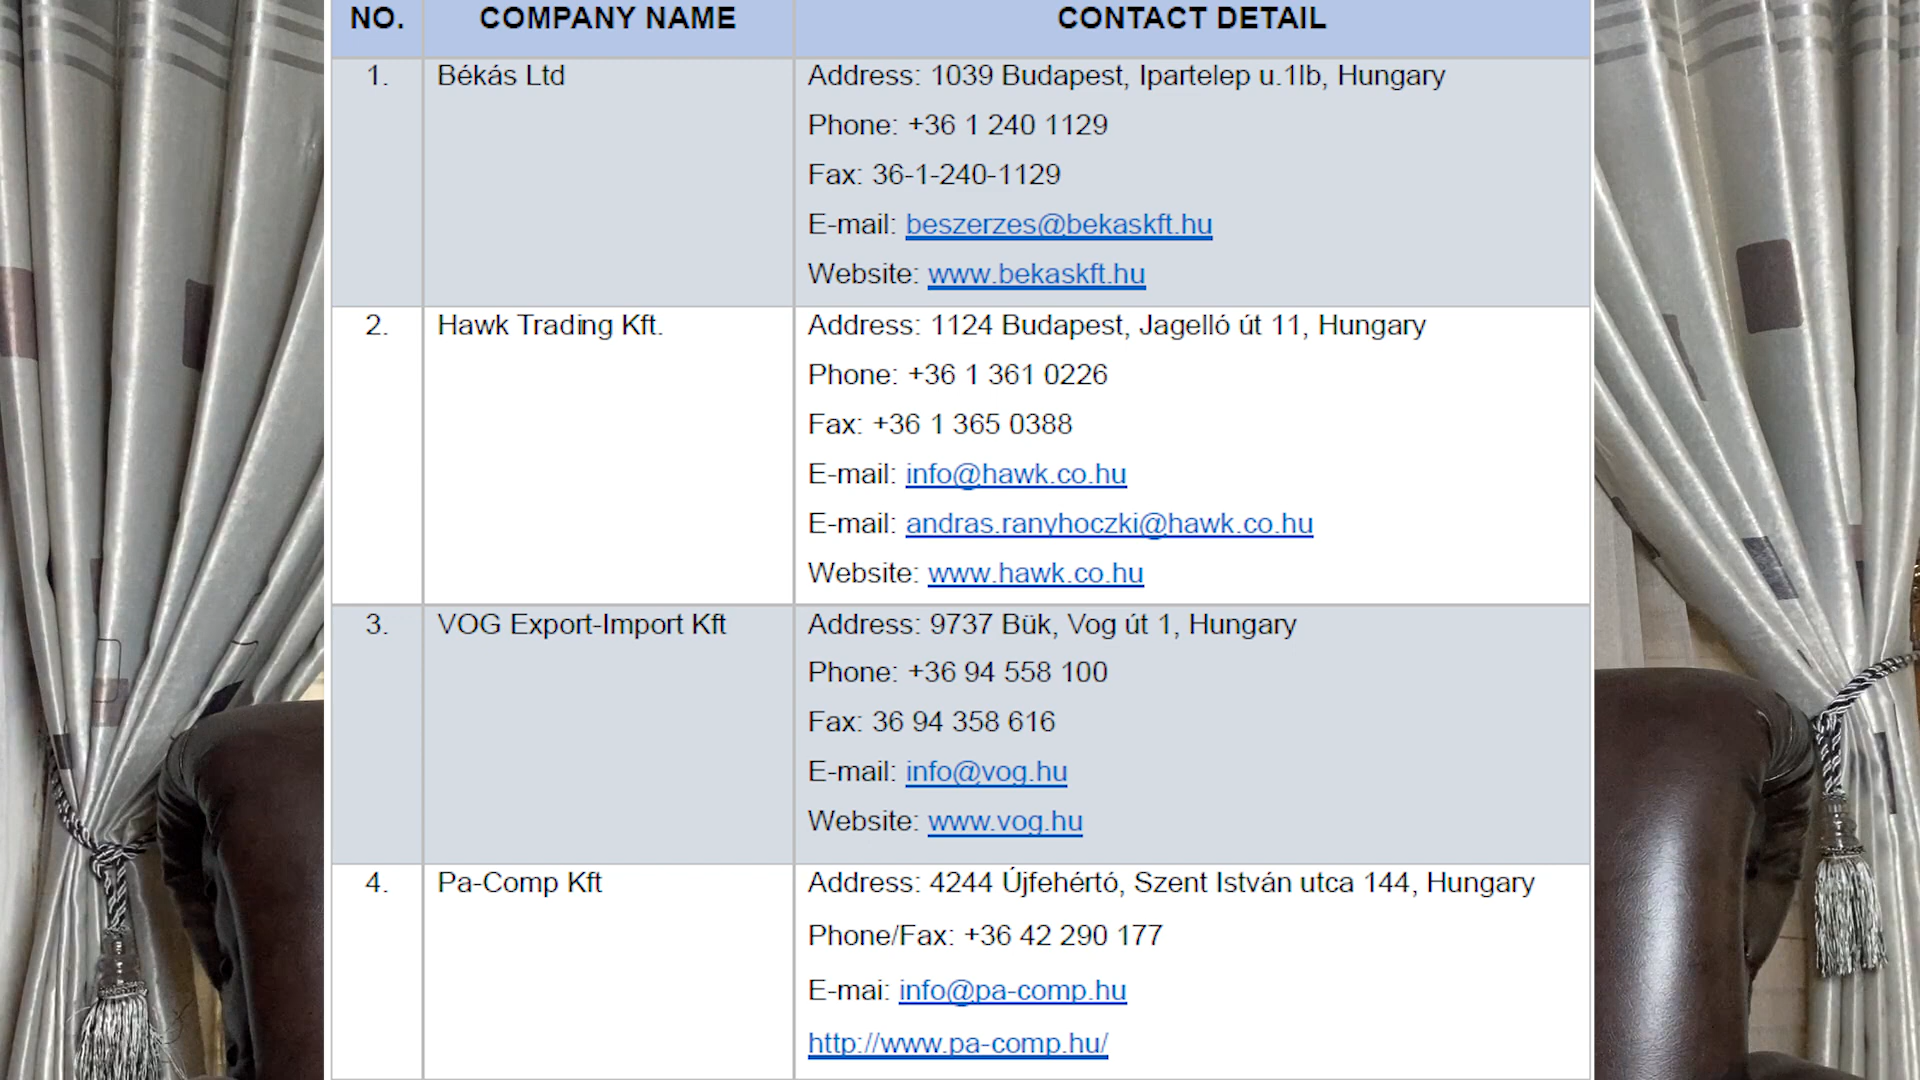 NO. COMPANY NAME CONTACT DETAIL
1. Békás Ltd Address: 1039 Budapest, Ipartelep u.1lb, Hungary
Phone: +36 1 240 1129
Fax: 36-1-240-1129
E-mail: beszerzes@bekaskft.hu
Website: www.bekaskft.hu
2. Hawk Trading Kft. Address: 1124 Budapest, Jagelló út 11, Hungary
Phone: +36 1 361 0226
Fax: +36 1 365 0388
E-mail: info@hawk.co.hu
E-mail: andras.ranyhoczki@hawk.co.hu
Website: www.hawk.co.hu
3. VOG Export-Import Kft Address: 9737 Bük, Vog út 1, Hungary
Phone: +36 94 558 100
Fax: 36 94 358 616
E-mail: info@vog.hu
Website: www.vog.hu
4. Pa-Comp Kft Address: 4244 Újfehértó, Szent István utca 144, Hungary
Phone/Fax: +36 42 290 177
E-mai: info@pa-comp.hu
http://www.pa-comp.hu/